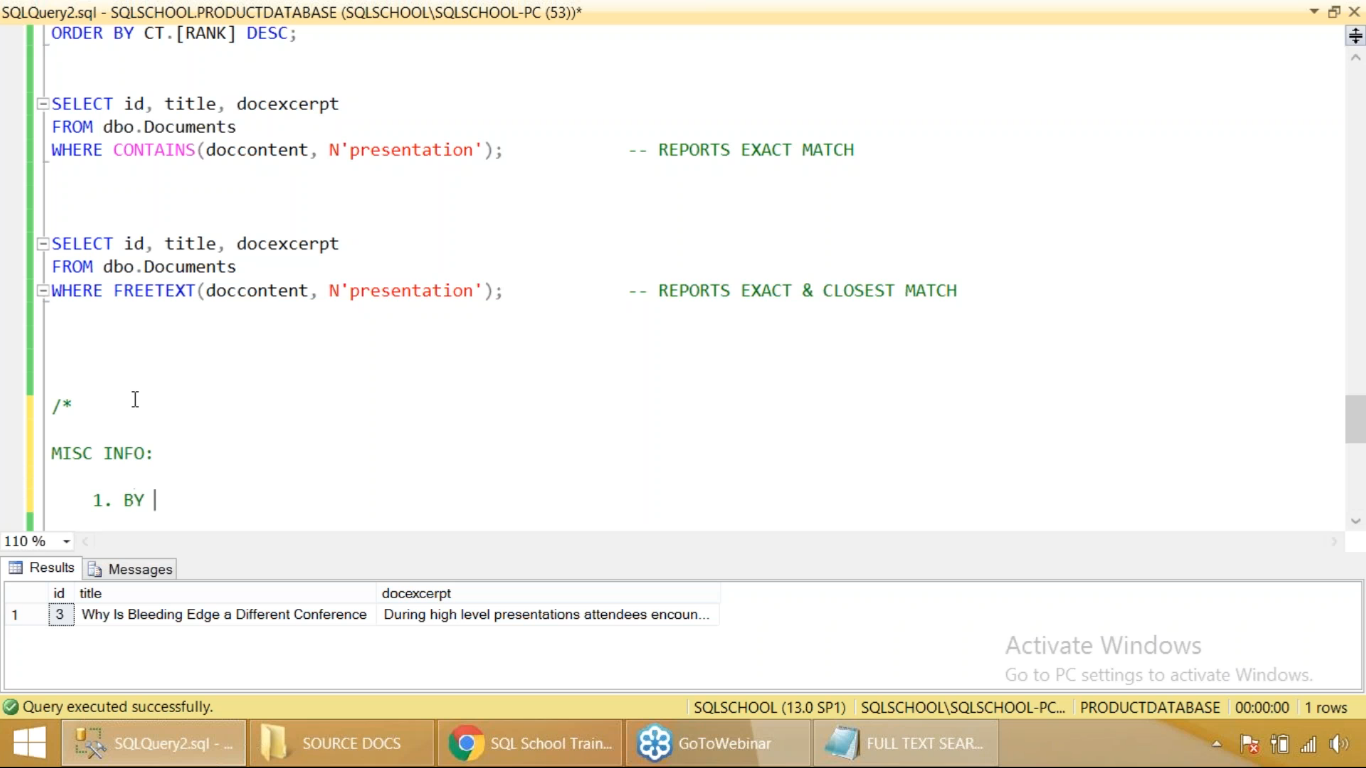 SQLQuery2.sql - SQLSCHOOL.PRODUCTDATABASE (SQLSCHOOL\SQLSCHOOL-PC (53))*
ORDER BY CT.[RANK] DESC;
SELECT id, title, docexcerpt
FROM dbo.Documents
WHERE CONTAINS(doccontent, N'presentation'); -- REPORTS EXACT MATCH
SELECT id, title, docexcerpt
FROM dbo.Documents
WHERE FREETEXT(doccontent, N'presentation'); -- REPORTS EXACT & CLOSEST MATCH
/*
MISC INFO:
1. BY
110 %
Results Messages
id title docexcerpt
1 3 Why Is Bleeding Edge a Different Conference During high level presentations attendees encoun...
Activate Windows
Go to PC settings to activate Windows.
Query executed successfully. SQLSCHOOL (13.0 SP1) SQLSCHOOL\SQLSCHOOL-PC... PRODUCTDATABASE 00:00:00 1 rows
SQLQuery2.sql - ... SOURCE DOCS SQL School Train... GoToWebinar FULL TEXT SEAR...